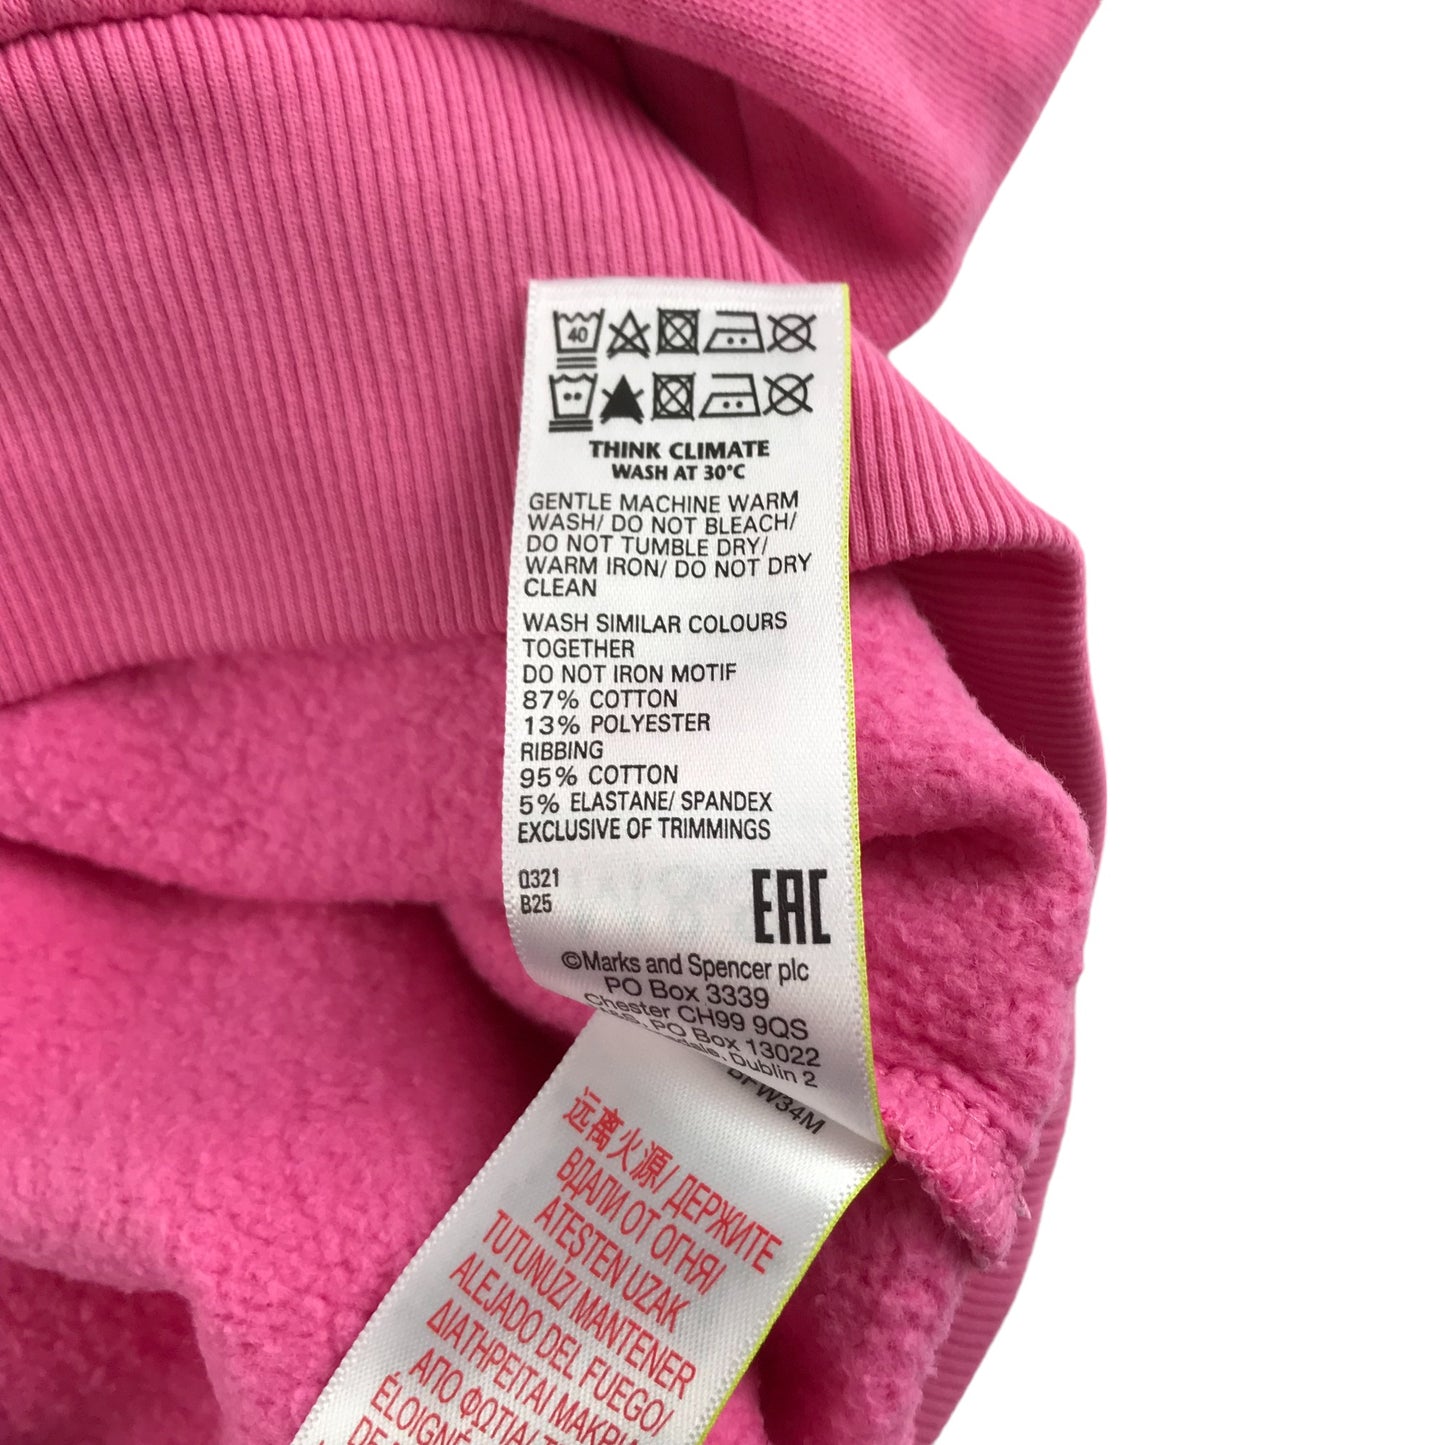 40
THINK CLIMATE
WASH AT 30°C
GENTLE MACHINE WARM
WASH/ DO NOT BLEACH/
DO NOT TUMBLE DRY/
WARM IRON/ DO NOT DRY
CLEAN
WASH SIMILAR COLOURS
TOGETHER
DO NOT IRON MOTIF
87% COTTON
13% POLYESTER
RIBBING
95% COTTON
5% ELASTANE/ SPANDEX
EXCLUSIVE OF TRIMMINGS
Q321
B25
EAC
©Marks and Spencer plc
PO Box 3339
Chester CH99 9QS
PO Box 13022
Dublin 2
远离火源/ ДЕРЖИТЕ
ВДАЛИ ОТ ОГНЯ/
ATEŞTEN UZAK
TUTUNUZ/ MANTENER
ALEJADO DEL FUEGO/
ΔΙΑΤΗΡΕΙΤΑΙ
ΑΠΟ